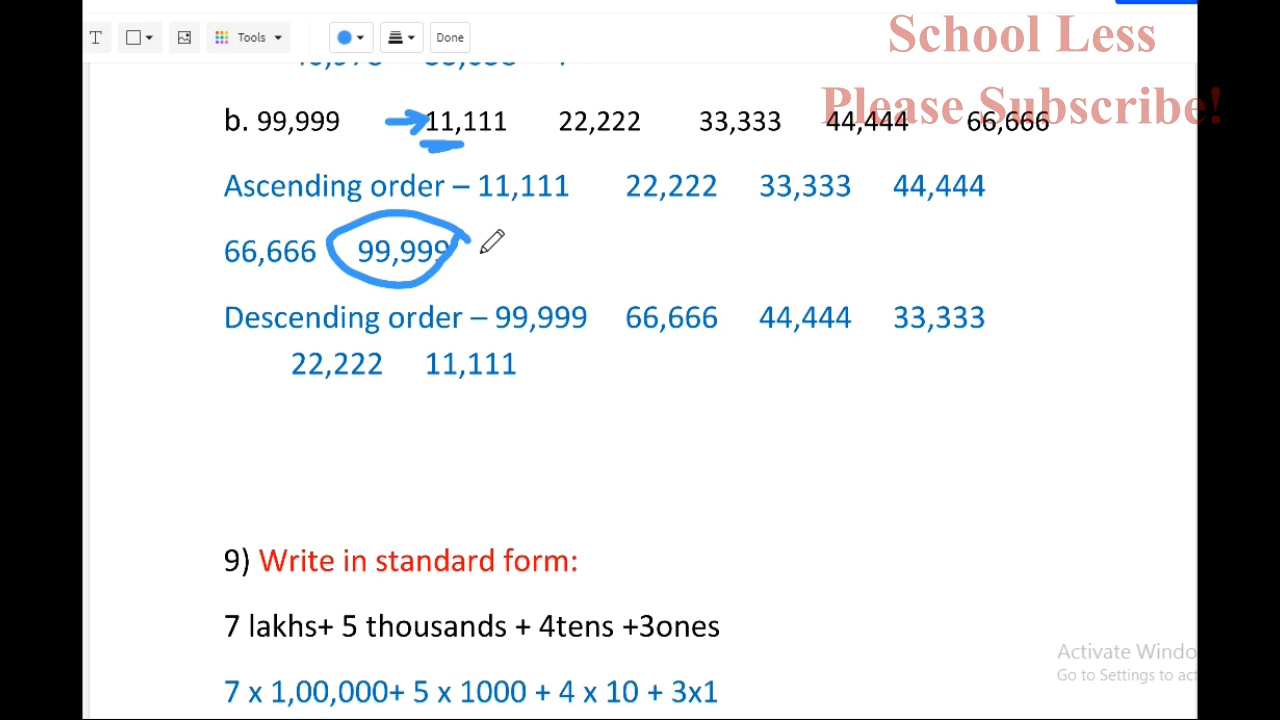 T Tools Done
School Less
Please Subscribe!
b. 99,999 11,111 22,222 33,333 44,444 66,666
Ascending order – 11,111 22,222 33,333 44,444
66,666 99,999
Descending order – 99,999 66,666 44,444 33,333
22,222 11,111
9) Write in standard form:
7 lakhs+ 5 thousands + 4tens +3ones
7 x 1,00,000+ 5 x 1000 + 4 x 10 + 3x1
Activate Windo
Go to Settings to act